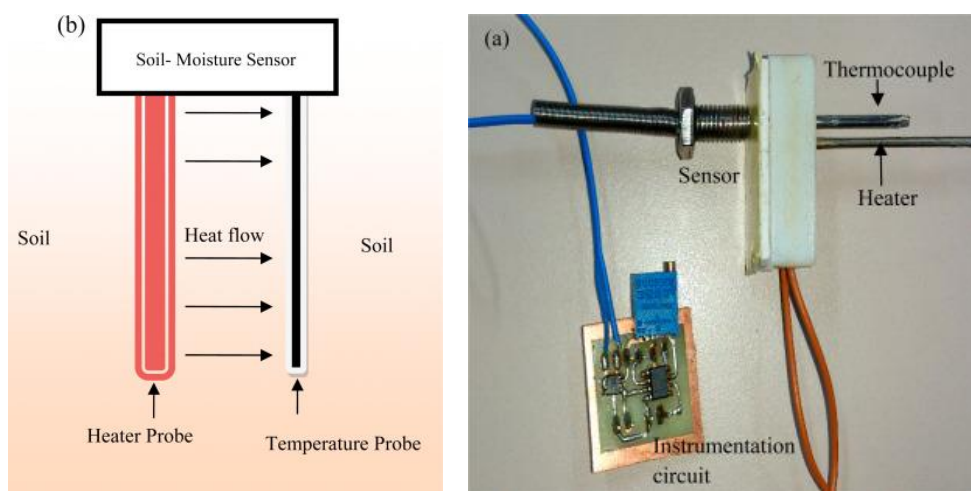 (b)
Soil- Moisture Sensor
Soil
Heat flow
Soil
Heater Probe
Temperature Probe
(a)
Thermocouple
Sensor
Heater
Instrumentation
circuit